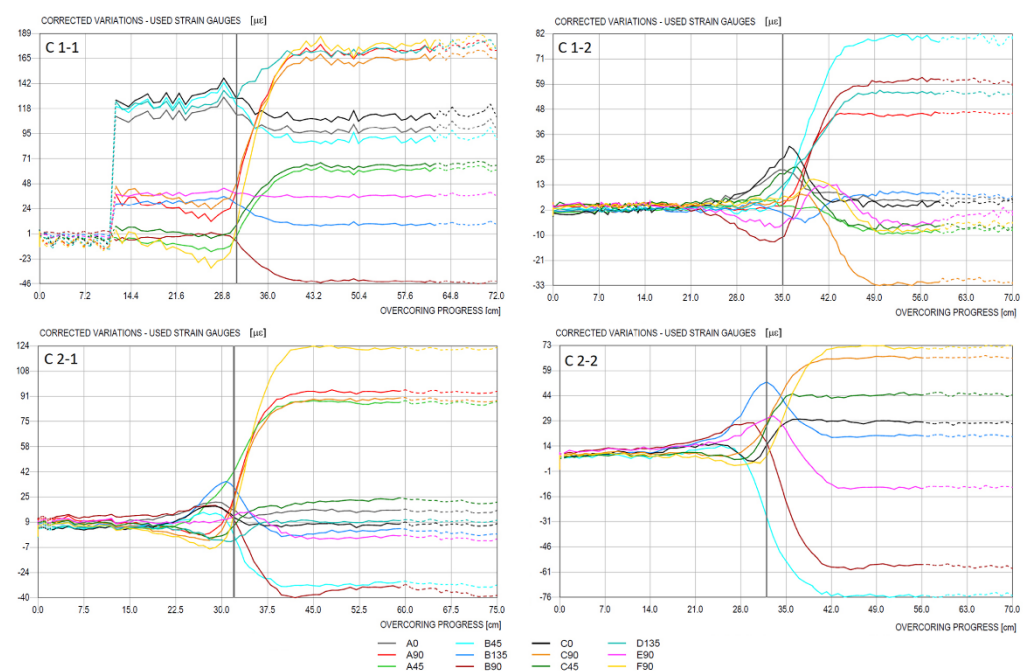 CORRECTED VARIATIONS - USED STRAIN GAUGES [µε]
C 1-1
189
165
142
118
95
71
48
24
1
-23
-46
0.0 7.2 14.4 21.6 28.8 36.0 43.2 50.4 57.6 64.8 72.0
OVERCORING PROGRESS [cm]
CORRECTED VARIATIONS - USED STRAIN GAUGES [µε]
C 1-2
82
71
59
48
36
25
13
2
-10
-21
-33
0.0 7.0 14.0 21.0 28.0 35.0 42.0 49.0 56.0 63.0 70.0
OVERCORING PROGRESS [cm]
CORRECTED VARIATIONS - USED STRAIN GAUGES [µε]
C 2-1
124
108
91
75
58
42
25
9
-7
-24
-40
0.0 7.5 15.0 22.5 30.0 37.5 45.0 52.5 60.0 67.5 75.0
OVERCORING PROGRESS [cm]
CORRECTED VARIATIONS - USED STRAIN GAUGES [µε]
C 2-2
73
59
44
29
14
-1
-16
-31
-46
-61
-76
0.0 7.0 14.0 21.0 28.0 35.0 42.0 49.0 56.0 63.0 70.0
OVERCORING PROGRESS [cm]
A0 B45 C0 D135
A90 B135 C90 E90
A45 B90 C45 F90